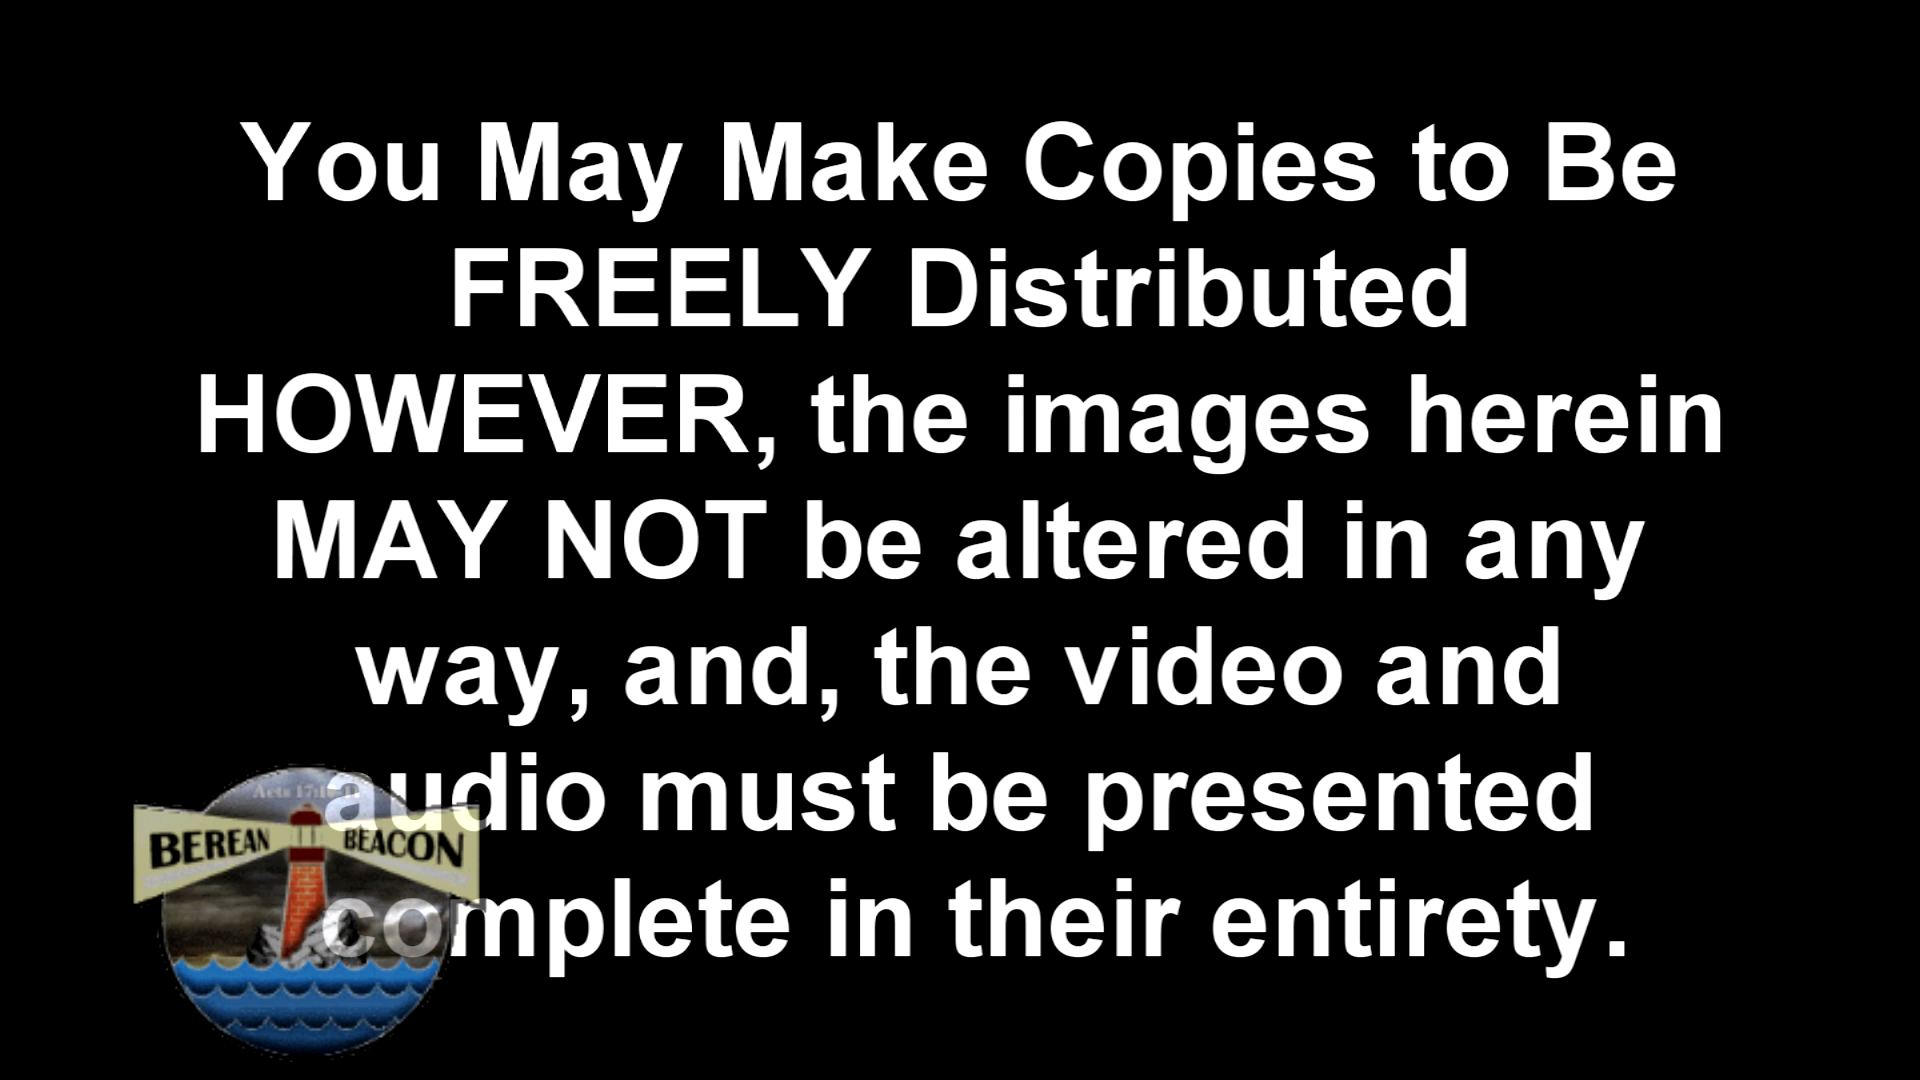 You May Make Copies to Be
FREELY Distributed
HOWEVER, the images herein
MAY NOT be altered in any
way, and, the video and
audio must be presented
complete in their entirety.
BEREAN BEACON